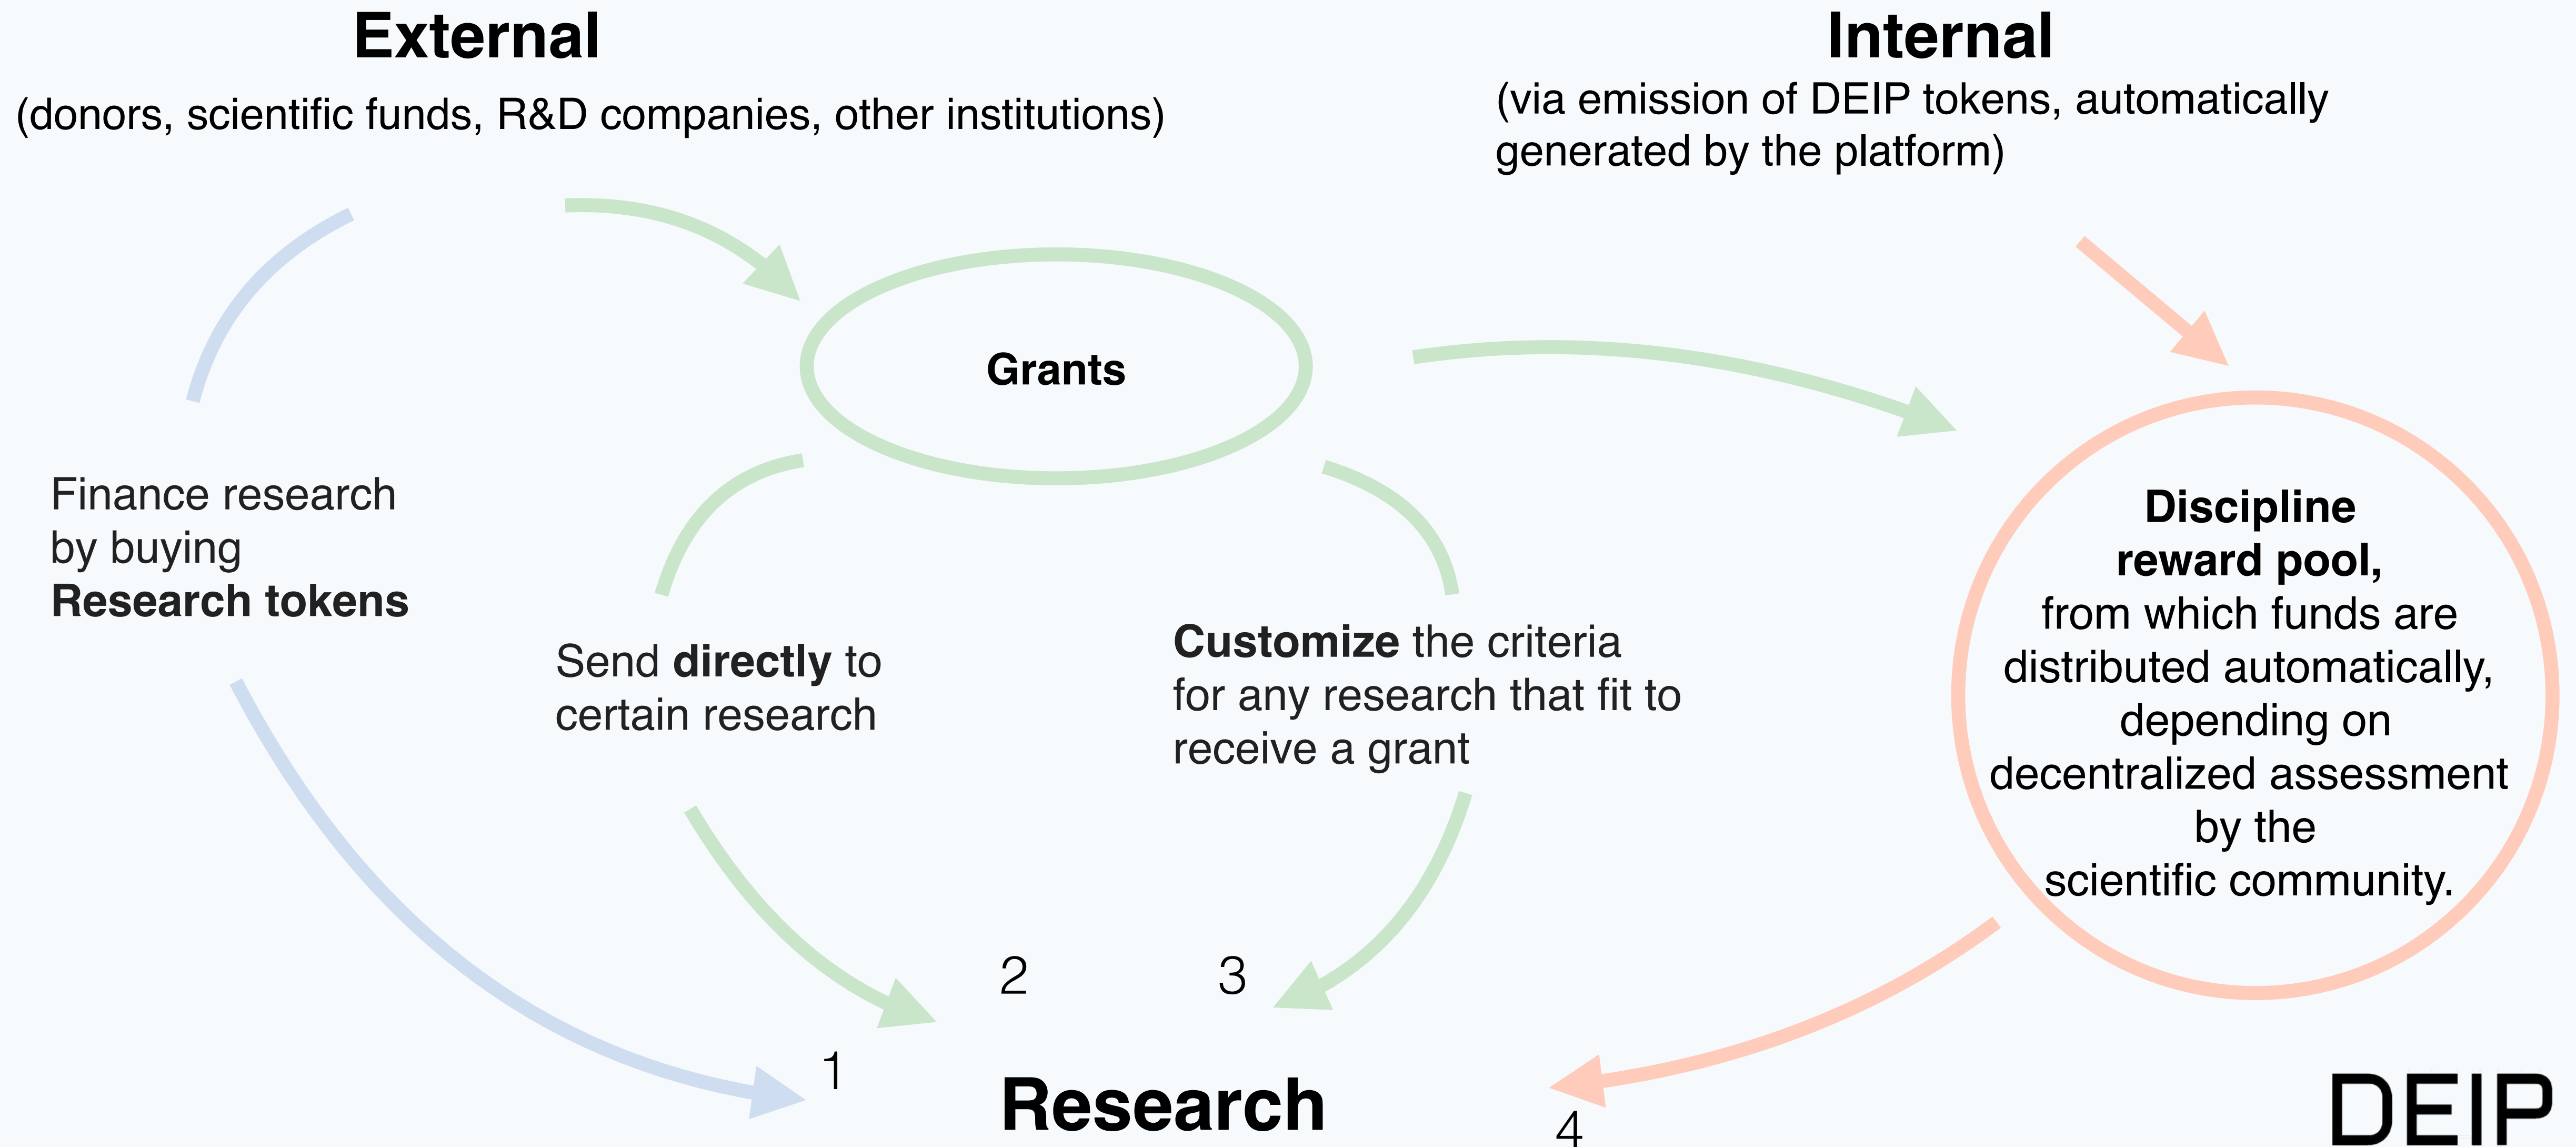 External
(donors, scientific funds, R&D companies, other institutions)
Internal
(via emission of DEIP tokens, automatically
generated by the platform)
Grants
Finance research
by buying
Research tokens
Send directly to
certain research
Customize the criteria
for any research that fit to
receive a grant
Discipline
reward pool,
from which funds are
distributed automatically,
depending on
decentralized assessment
by the
scientific community.
2
3
1
Research
4
DEIP